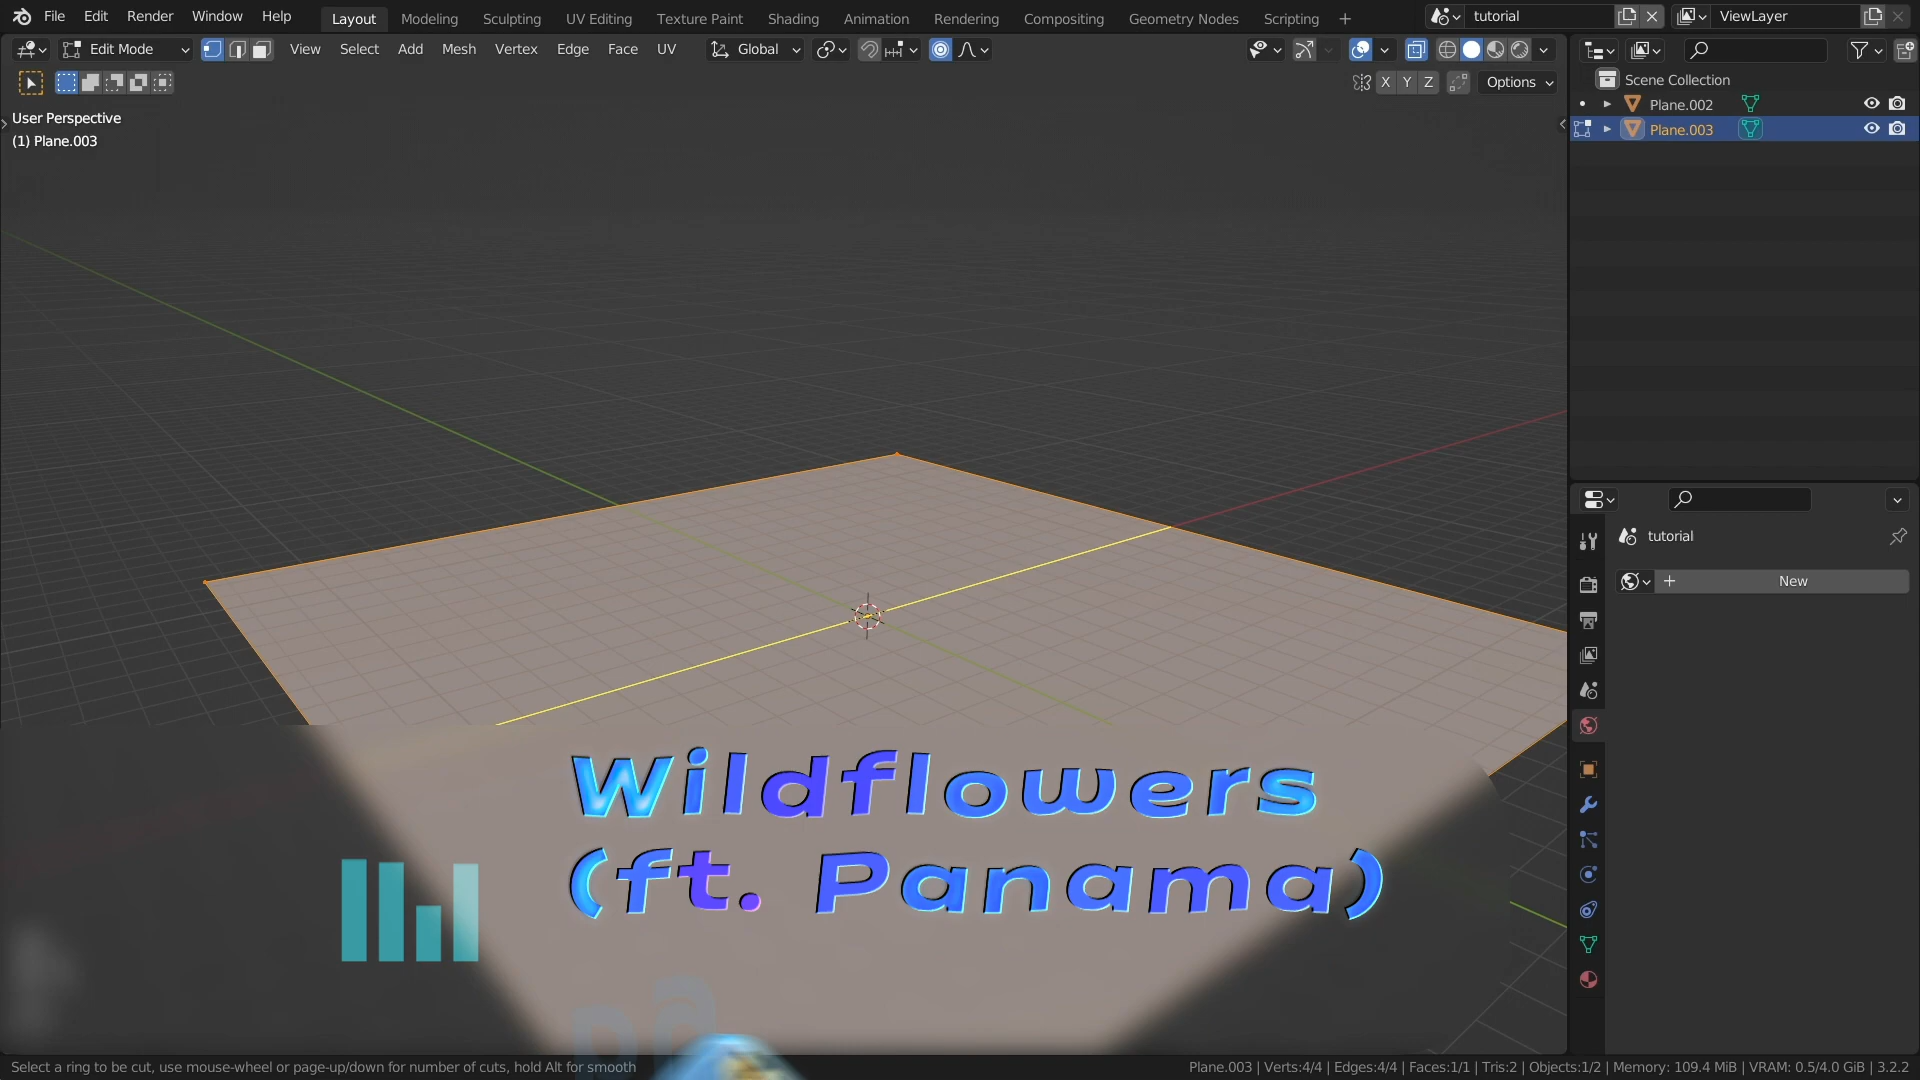 File Edit Render Window Help Layout Modeling Sculpting UV Editing Texture Paint Shading Animation Rendering Compositing Geometry Nodes Scripting + tutorial ViewLayer
Edit Mode View Select Add Mesh Vertex Edge Face UV Global
X Y Z Options
Scene Collection
Plane.002
Plane.003
User Perspective
(1) Plane.003
tutorial
New
Wildflowers
(ft. Panama)
Select a ring to be cut, use mouse-wheel or page-up/down for number of cuts, hold Alt for smooth
Plane.003 | Verts:4/4 | Edges:4/4 | Faces:1/1 | Tris:2 | Objects:1/2 | Memory: 109.4 MiB | VRAM: 0.5/4.0 GiB | 3.2.2